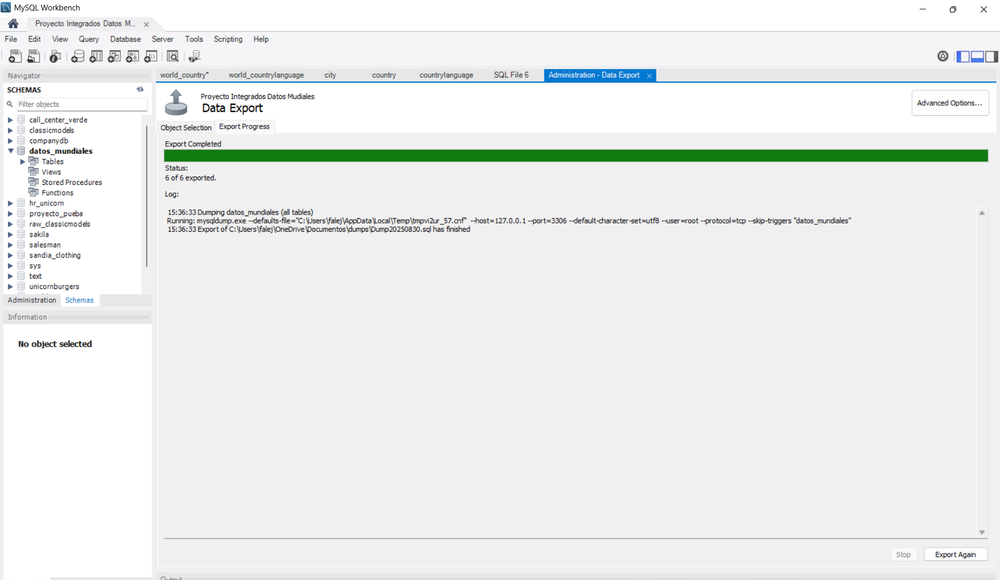 MySQL Workbench
Proyecto Integrados Datos M...
File Edit View Query Database Server Tools Scripting Help
Navigator
SCHEMAS
Filter objects
call_center_verde
classicmodels
companydb
datos_mundiales
Tables
Views
Stored Procedures
Functions
hr_unicorn
proyecto_pueba
raw_classicmodels
sakila
salesman
sandia_clothing
sys
text
unicornburgers
Administration Schemas
Information
No object selected
world_country* world_countrylanguage city country countrylanguage SQL File 6 Administration - Data Export
Proyecto Integrados Datos Mudiales
Data Export
Advanced Options...
Object Selection Export Progress
Export Completed
Status:
6 of 6 exported.
Log:
15:36:33 Dumping datos_mundiales (all tables)
Running: mysqldump.exe --defaults-file="C:\Users\falej\AppData\Local\Temp\tmpvi2ur_57.cnf" --host=127.0.0.1 --port=3306 --default-character-set=utf8 --user=root --protocol=tcp --skip-triggers "datos_mundiales"
15:36:33 Export of C:\Users\falej\OneDrive\Documentos\dumps\Dump20250830.sql has finished
Stop Export Again
Output